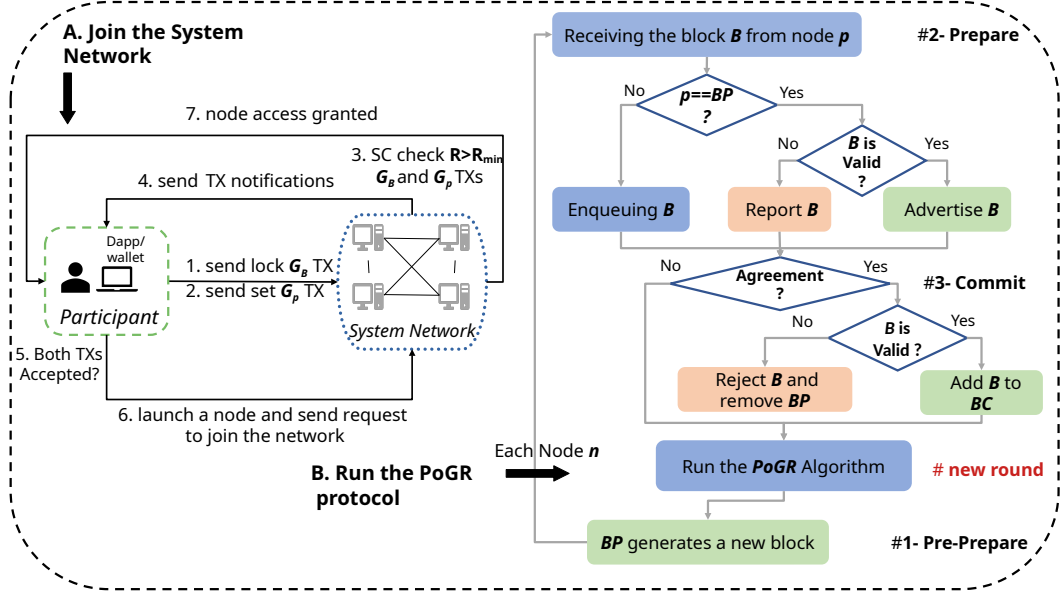 A. Join the System
Network
7. node access granted
3. SC check R>Rmin
GB and Gp TXs
4. send TX notifications
Dapp/
wallet
1. send lock GB TX
2. send set Gp TX
Participant
System Network
5. Both TXs
Accepted?
6. launch a node and send request
to join the network
B. Run the PoGR
protocol
Each Node n
Receiving the block B from node p
#2- Prepare
No
p==BP
?
Yes
No
B is
Valid
?
Yes
Enqueuing B
Report B
Advertise B
No
Agreement
?
Yes
#3- Commit
No
B is
Valid ?
Yes
Reject B and
remove BP
Add B to
BC
Run the PoGR Algorithm
# new round
BP generates a new block
#1- Pre-Prepare